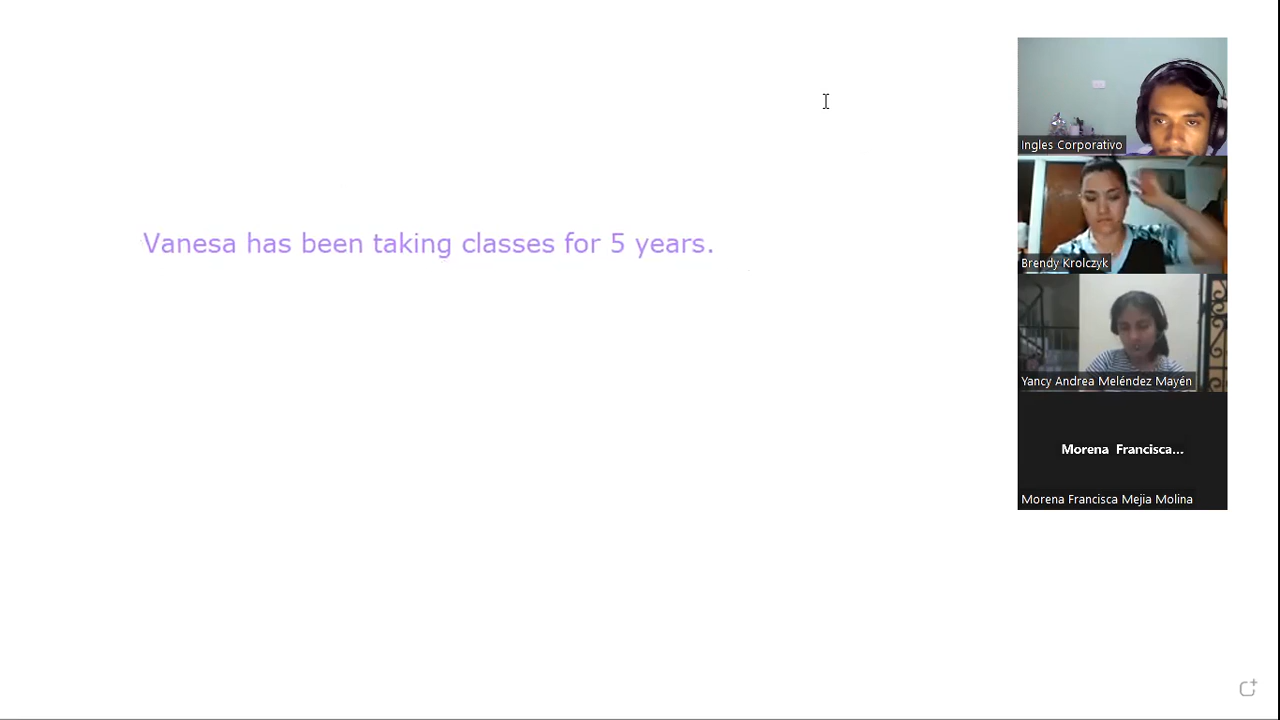 Vanesa has been taking classes for 5 years.
Ingles Corporativo
Brendy Krolczyk
Yancy Andrea Meléndez Mayén
Morena Francisca...
Morena Francisca Mejia Molina